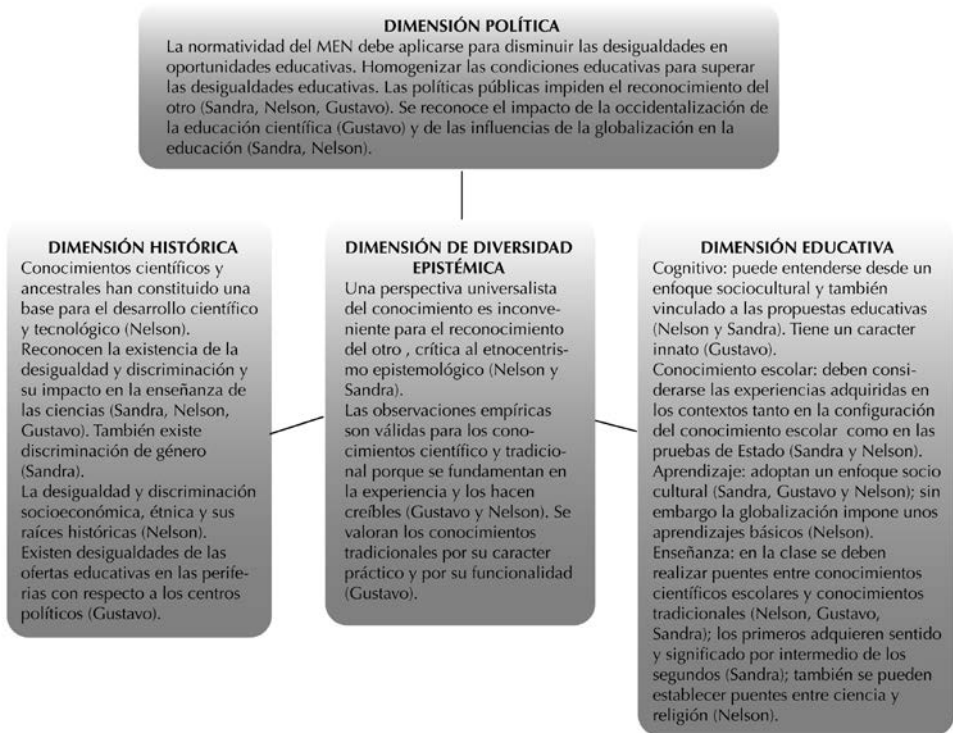 DIMENSIÓN POLÍTICA
La normatividad del MEN debe aplicarse para disminuir las desigualdades en
oportunidades educativas. Homogenizar las condiciones educativas para superar
las desigualdades educativas. Las políticas públicas impiden el reconocimiento del
otro (Sandra, Nelson, Gustavo). Se reconoce el impacto de la occidentalización de
la educación científica (Gustavo) y de las influencias de la globalización en la
educación (Sandra, Nelson).
DIMENSIÓN HISTÓRICA
Conocimientos científicos y
ancestrales han constituido una
base para el desarrollo científico
y tecnológico (Nelson).
Reconocen la existencia de la
desigualdad y discriminación y
su impacto en la enseñanza de
las ciencias (Sandra, Nelson,
Gustavo). También existe
discriminación de género
(Sandra).
La desigualdad y discriminación
socioeconómica, étnica y sus
raíces históricas (Nelson).
Existen desigualdades de las
ofertas educativas en las perife-
rias con respecto a los centros
políticos (Gustavo).
DIMENSIÓN DE DIVERSIDAD
EPISTÉMICA
Una perspectiva universalista
del conocimiento es inconve-
niente para el reconocimiento
del otro , crítica al etnocentris-
mo epistemológico (Nelson y
Sandra).
Las observaciones empíricas
son válidas para los cono-
cimientos científico y tradicio-
nal porque se fundamentan en
la experiencia y los hacen
creíbles (Gustavo y Nelson). Se
valoran los conocimientos
tradicionales por su caracter
práctico y por su funcionalidad
(Gustavo).
DIMENSIÓN EDUCATIVA
Cognitivo: puede entenderse desde un
enfoque sociocultural y también
vinculado a las propuestas educativas
(Nelson y Sandra). Tiene un caracter
innato (Gustavo).
Conocimiento escolar: deben consi-
derarse las experiencias adquiridas en
los contextos tanto en la configuración
del conocimiento escolar como en las
pruebas de Estado (Sandra y Nelson).
Aprendizaje: adoptan un enfoque socio
cultural (Sandra, Gustavo y Nelson); sin
embargo la globalización impone unos
aprendizajes básicos (Nelson).
Enseñanza: en la clase se deben
realizar puentes entre conocimientos
científicos escolares y conocimientos
tradicionales (Nelson, Gustavo,
Sandra); los primeros adquieren sentido
y significado por intermedio de los
segundos (Sandra); también se pueden
establecer puentes entre ciencia y
religión (Nelson).